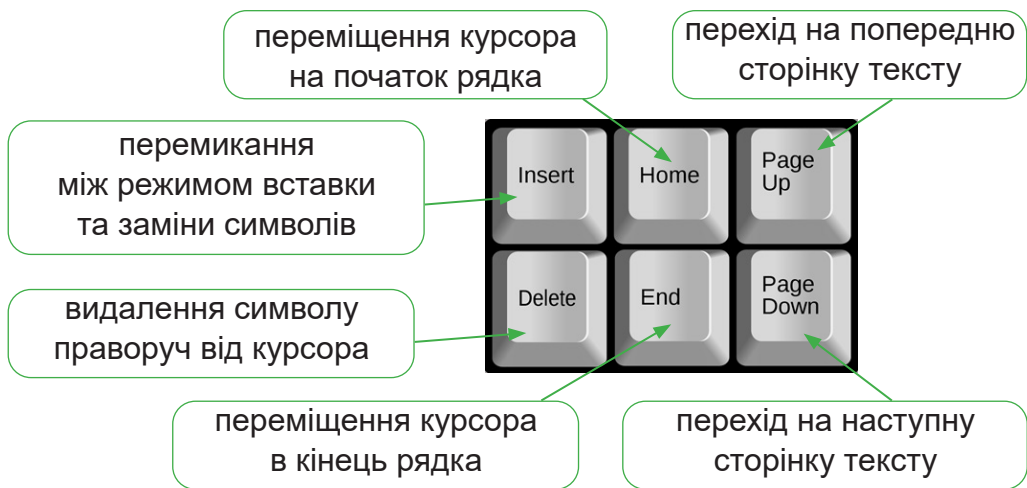 переміщення курсора
на початок рядка
перехід на попередню
сторінку тексту
перемикання
між режимом вставки
та заміни символів
Insert
Home
Page
Up
видалення символу
праворуч від курсора
Delete
End
Page
Down
переміщення курсора
в кінець рядка
перехід на наступну
сторінку тексту